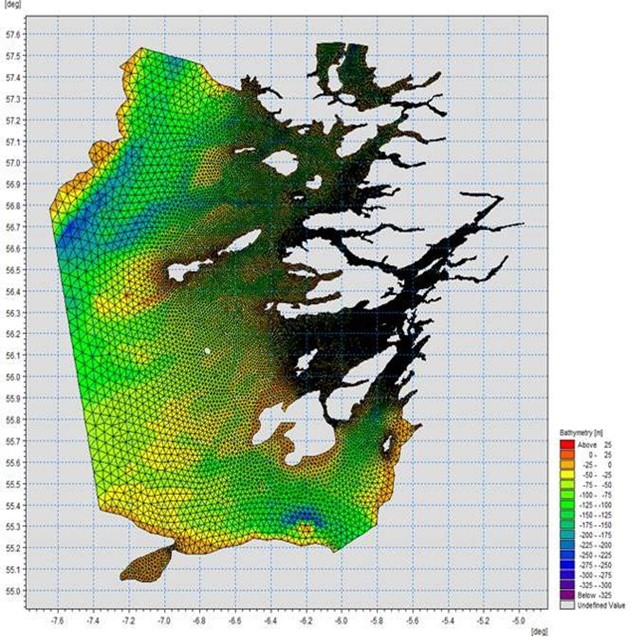 [deg]
57.6
57.5
57.4
57.3
57.2
57.1
57.0
56.9
56.8
56.7
56.6
56.5
56.4
56.3
56.2
56.1
56.0
55.9
55.8
55.7
55.6
55.5
55.4
55.3
55.2
55.1
55.0
-7.6 -7.4 -7.2 -7.0 -6.8 -6.6 -6.4 -6.2 -6.0 -5.8 -5.6 -5.4 -5.2 -5.0
[deg]
Bathymetry [m]
Above 25
0 - 25
-25 - 0
-50 - -25
-75 - -50
-100 - -75
-125 - -100
-150 - -125
-175 - -150
-200 - -175
-225 - -200
-250 - -225
-275 - -250
-300 - -275
-325 - -300
Below -325
Undefined Value